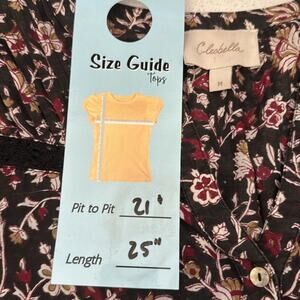 Size Guide
Tops
Cleobella
M
Pit to Pit 21"
Length 25"